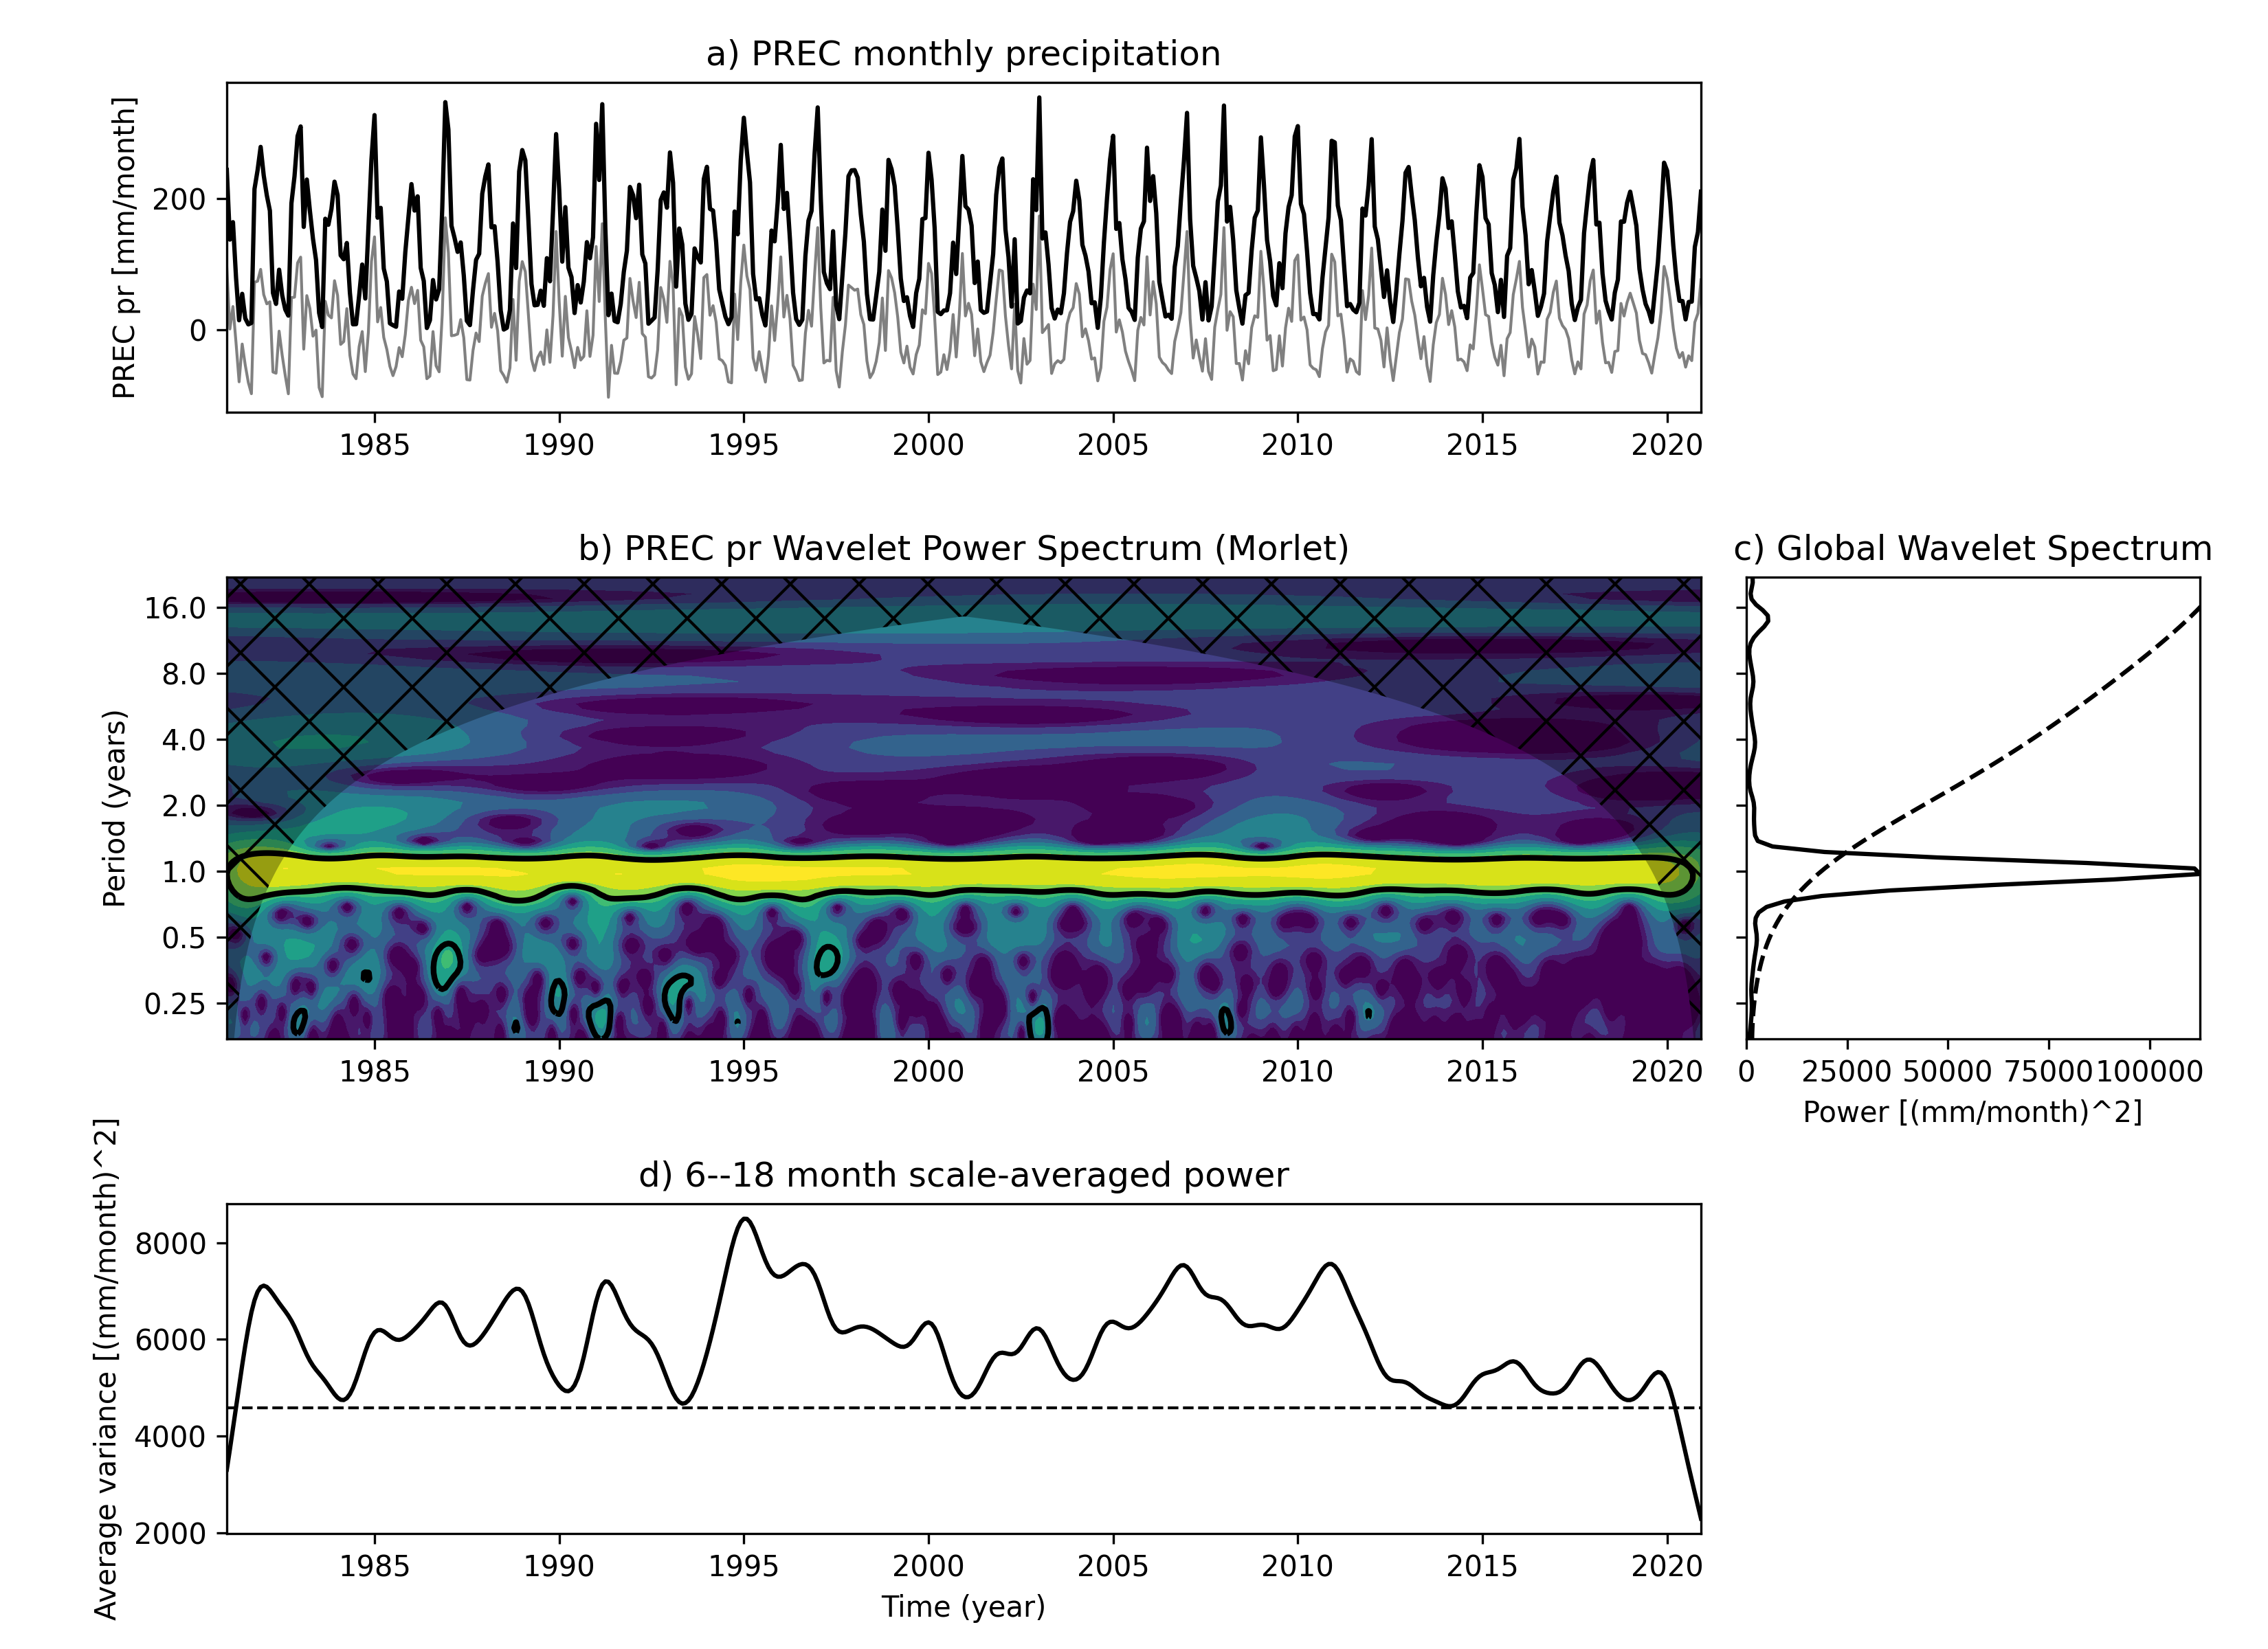 a) PREC monthly precipitation
PREC pr [mm/month]
200
0
1985 1990 1995 2000 2005 2010 2015 2020
b) PREC pr Wavelet Power Spectrum (Morlet)
Period (years)
16.0
8.0
4.0
2.0
1.0
0.5
0.25
1985 1990 1995 2000 2005 2010 2015 2020
c) Global Wavelet Spectrum
0 25000 50000 75000 100000
Power [(mm/month)^2]
d) 6--18 month scale-averaged power
Average variance [(mm/month)^2]
8000
6000
4000
2000
1985 1990 1995 2000 2005 2010 2015 2020
Time (year)